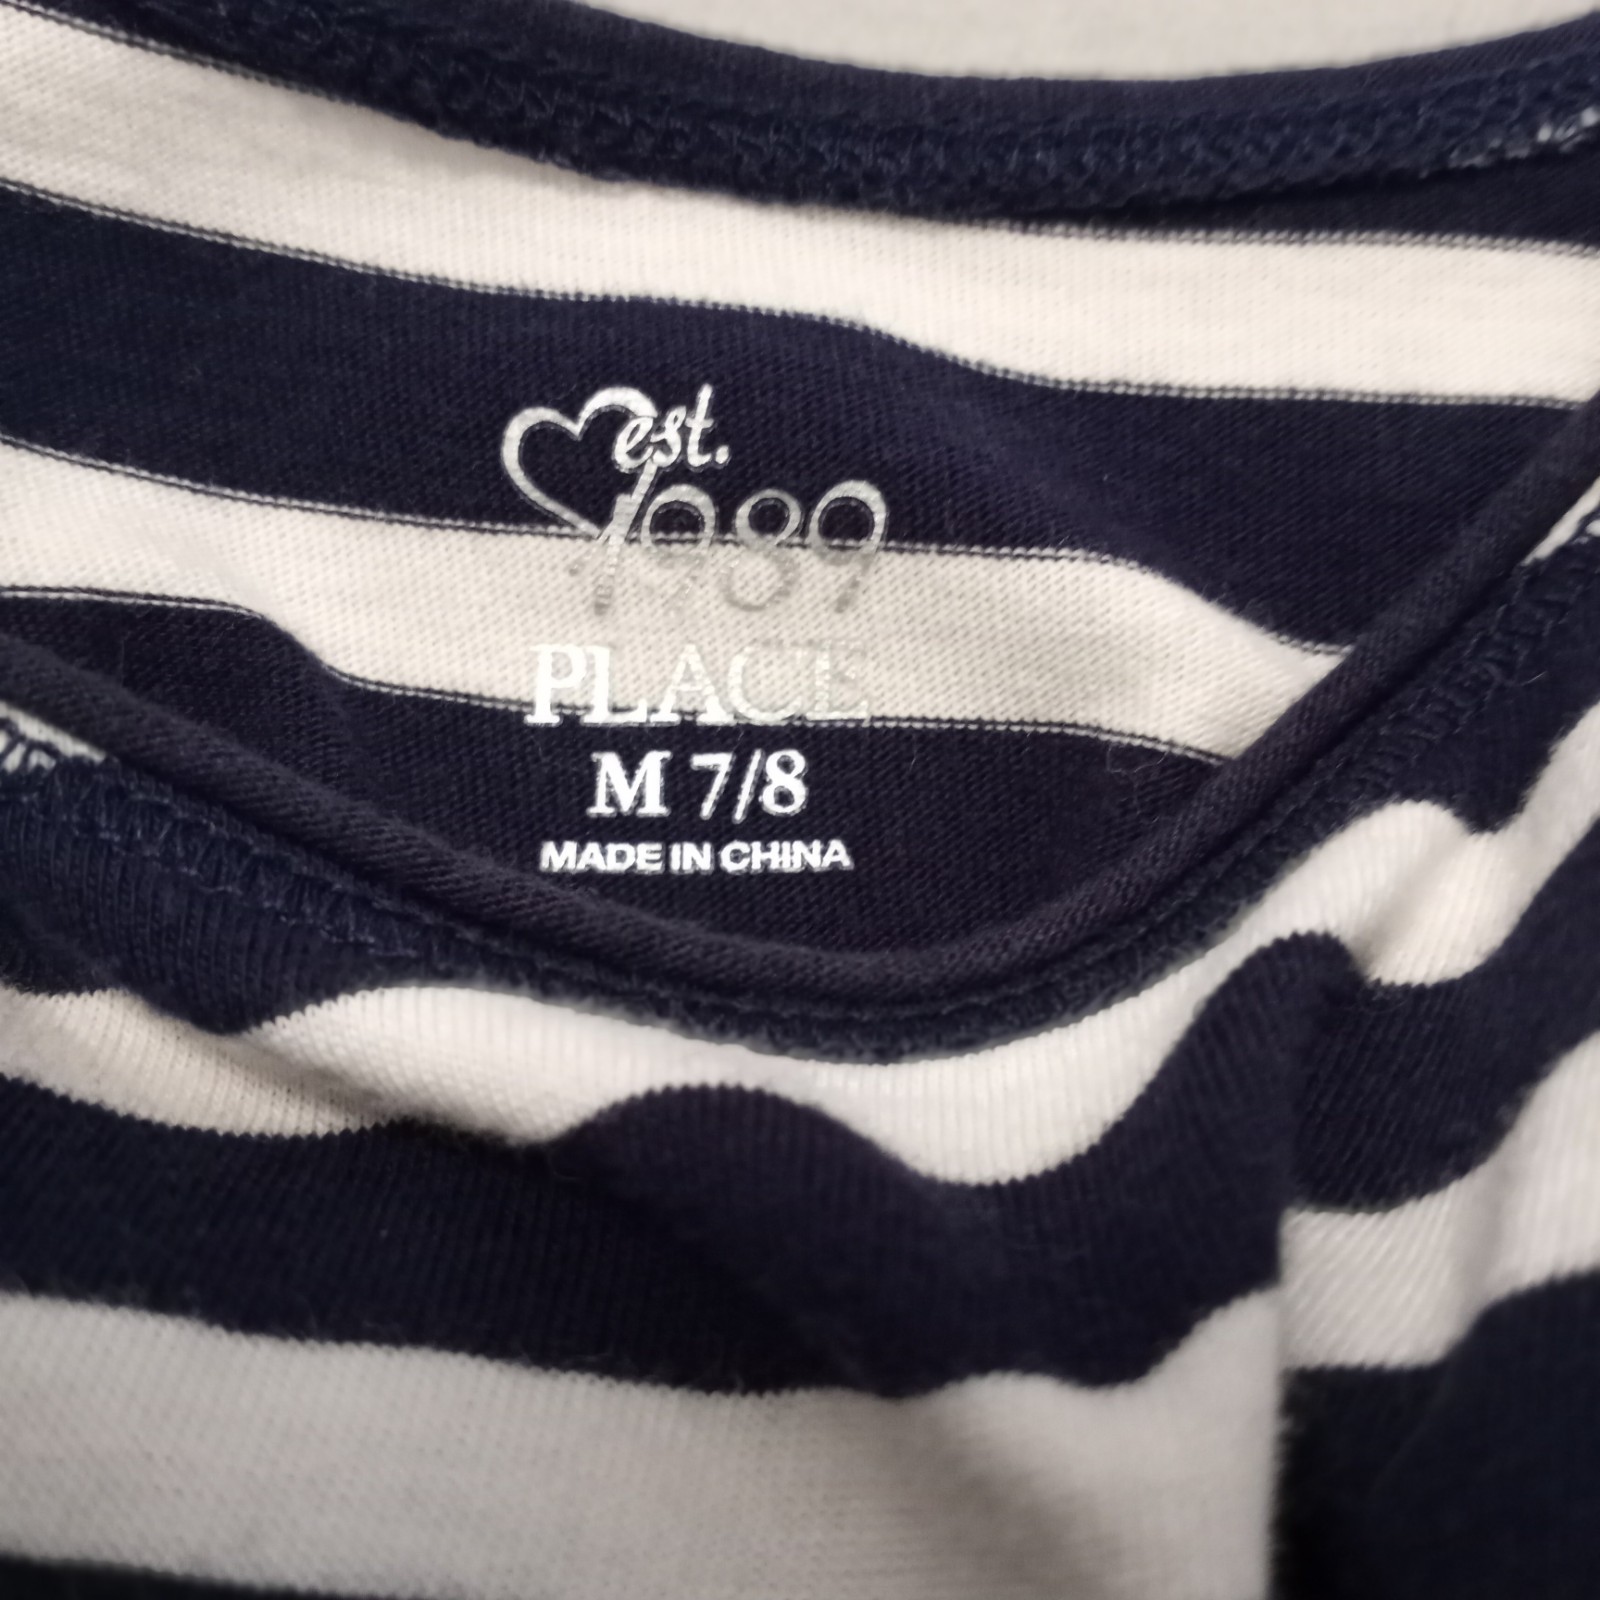 est.
1989
PLACE
M 7/8
MADE IN CHINA